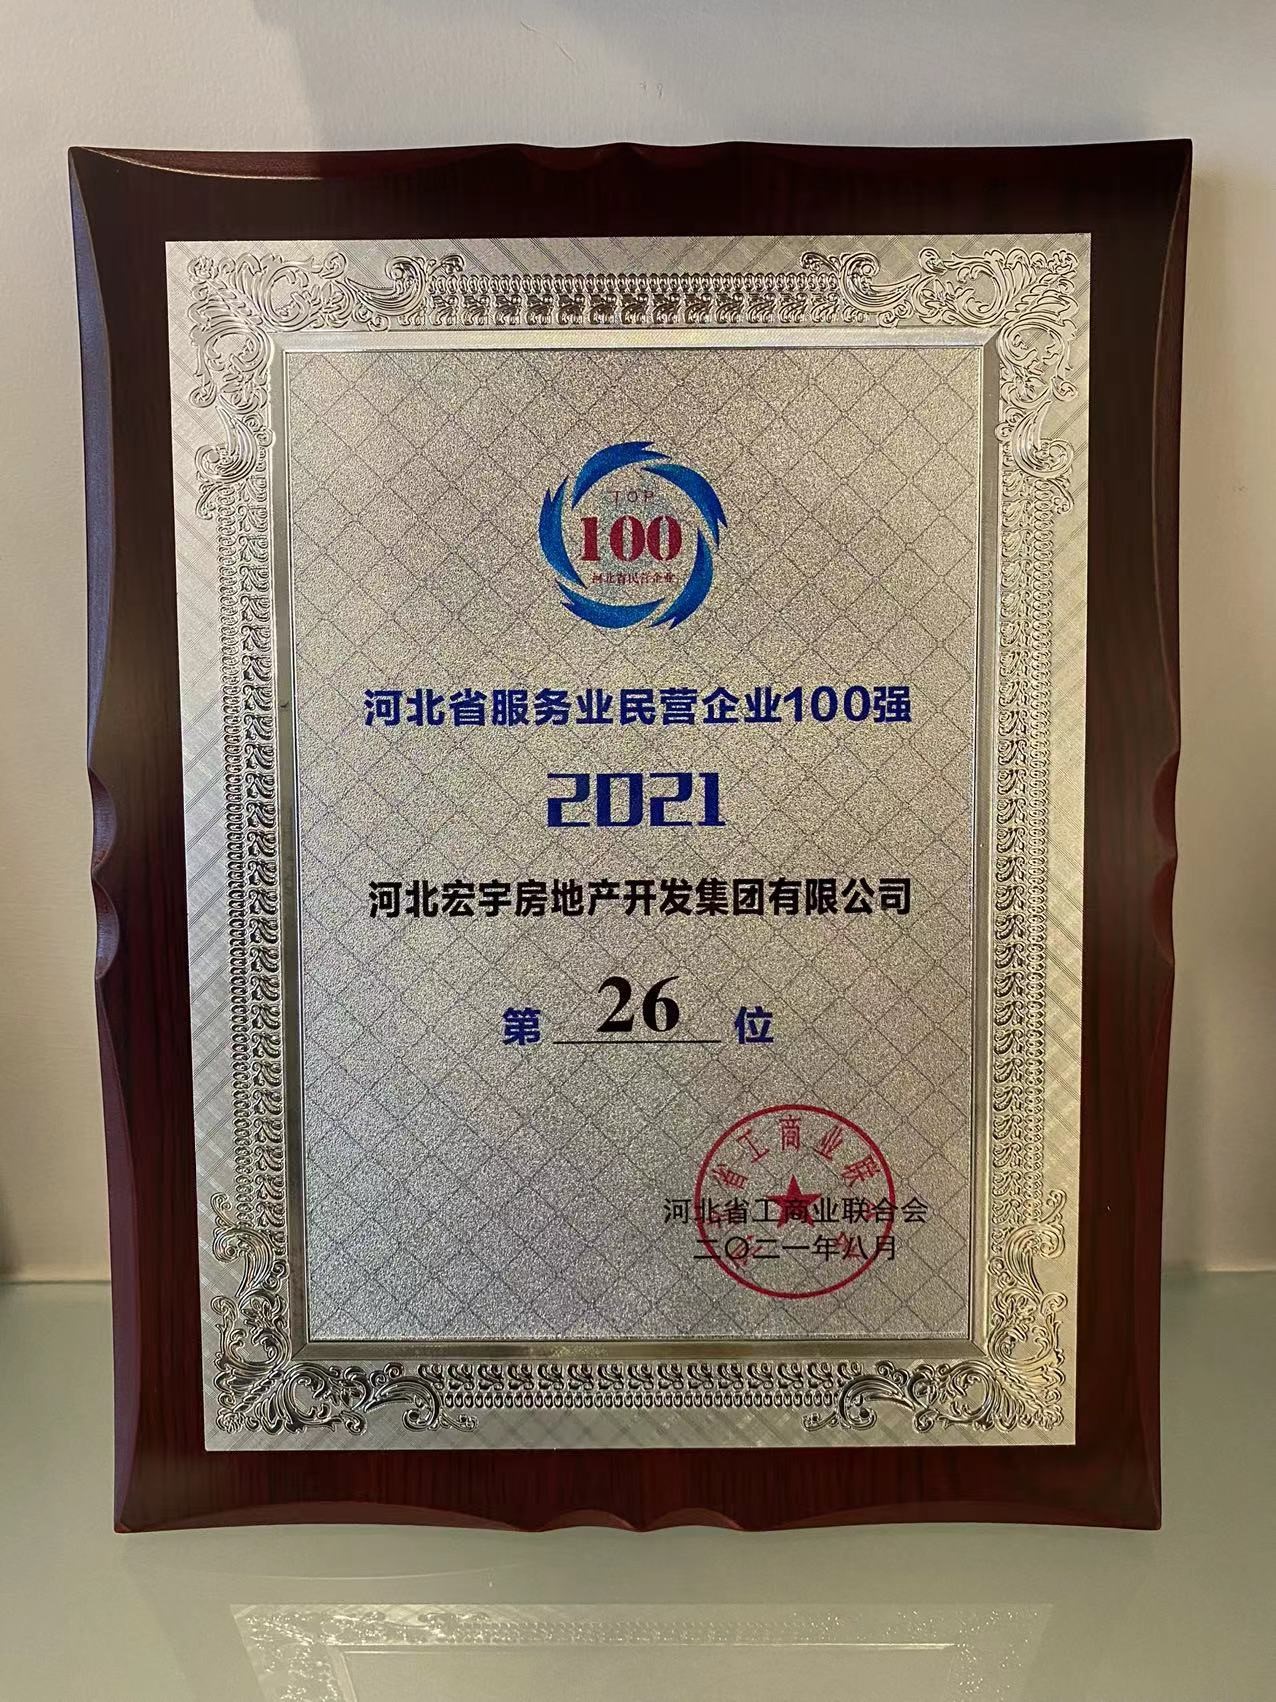 TOP
100
河北省民营企业
河北省服务业民营企业100强
2021
河北宏宇房地产开发集团有限公司
第 26 位
省工商业联
河北省工商业联合会
二〇二一年八月